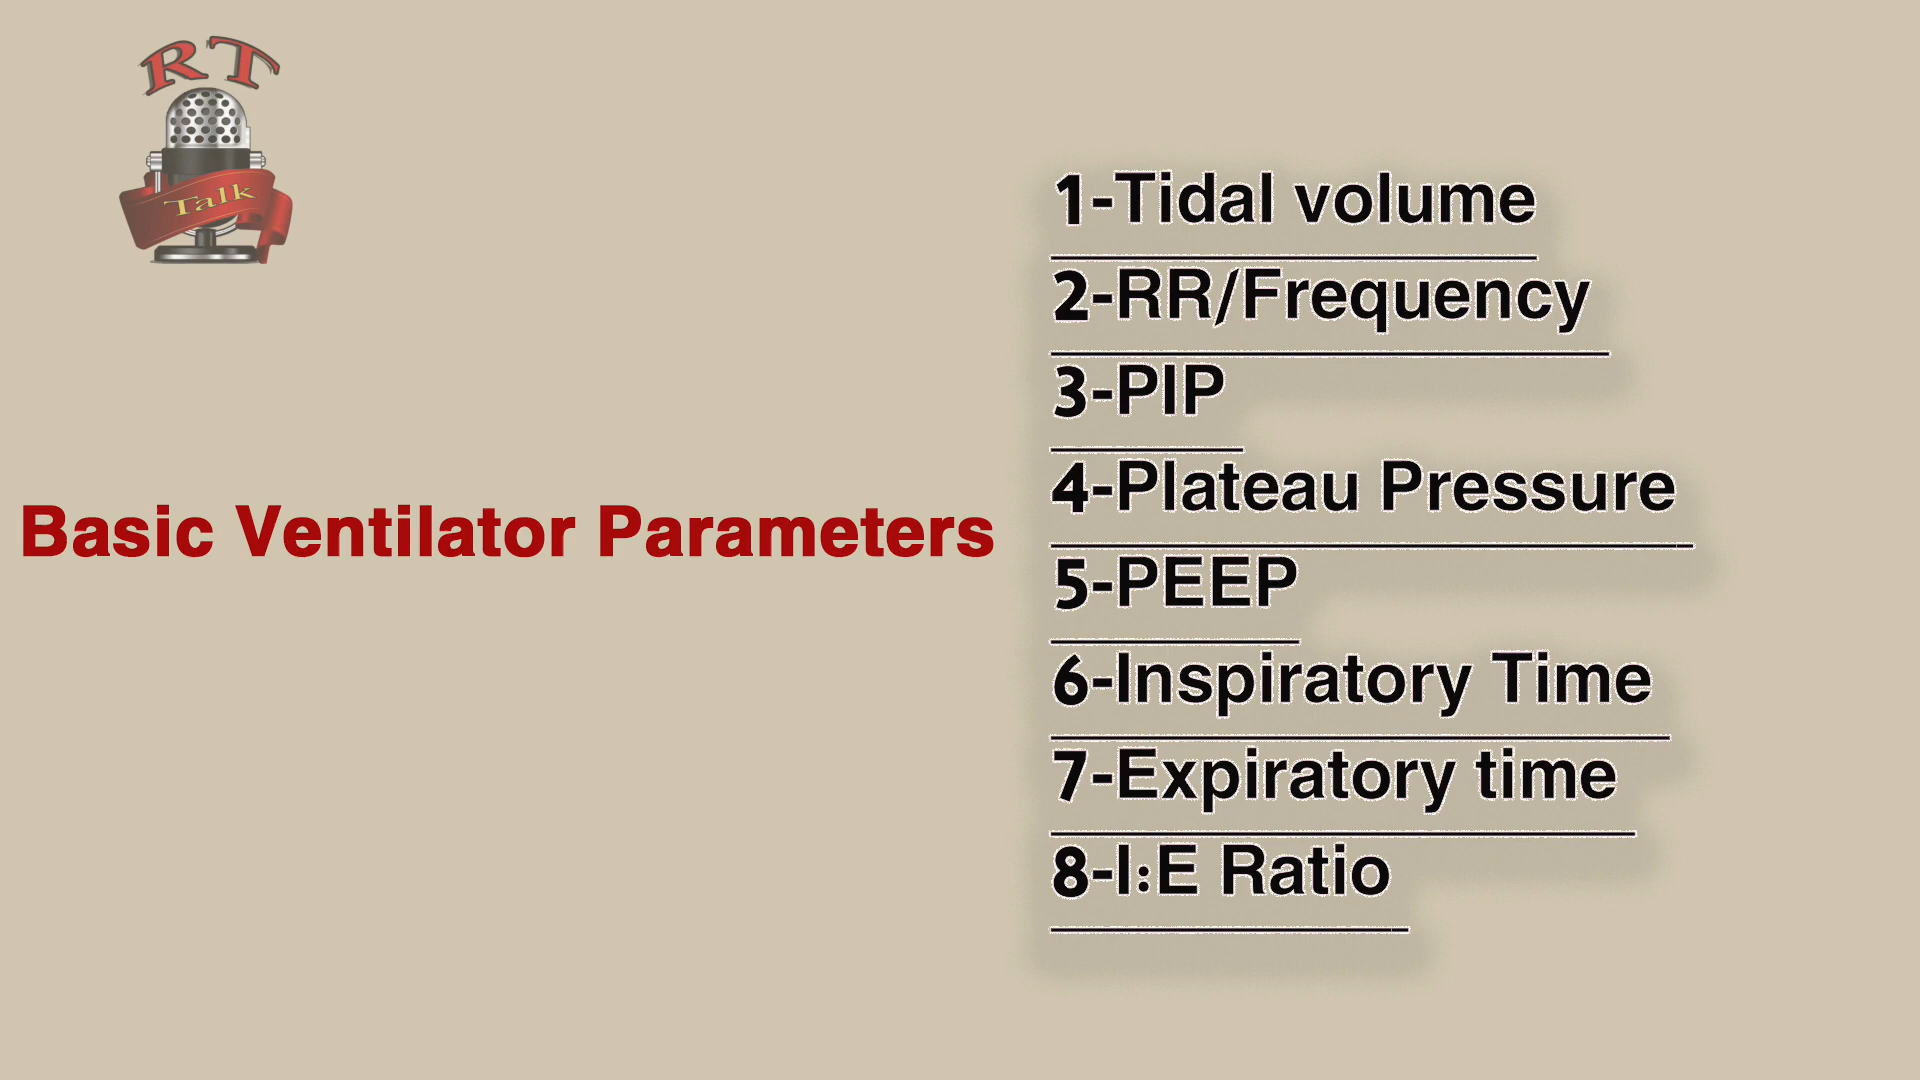 RT
Talk
Basic Ventilator Parameters
1-Tidal volume
2-RR/Frequency
3-PIP
4-Plateau Pressure
5-PEEP
6-Inspiratory Time
7-Expiratory time
8-I:E Ratio